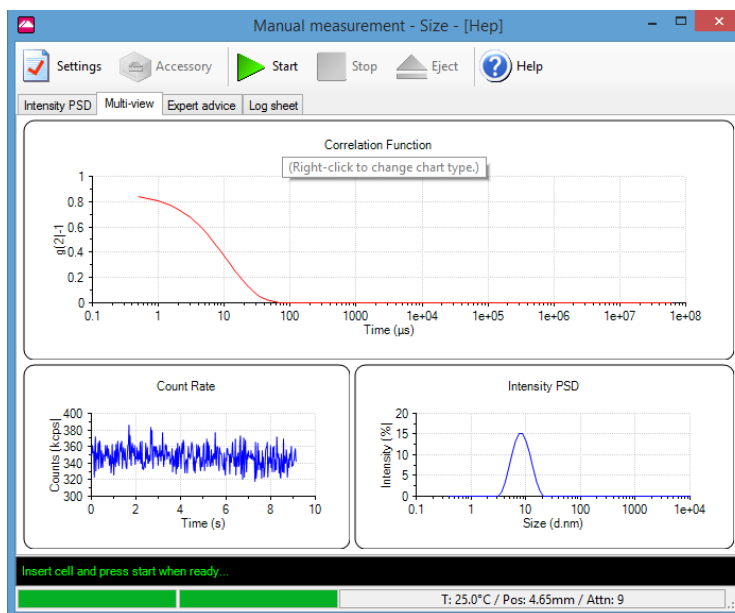 Manual measurement - Size - [Hep]
Settings Accessory Start Stop Eject Help
Intensity PSD Multi-view Expert advice Log sheet
Correlation Function
(Right-click to change chart type.)
g[2]-1
1
0.8
0.6
0.4
0.2
0
0.1 1 10 100 1000 1e+04 1e+05 1e+06 1e+07 1e+08
Time (µs)
Count Rate
Counts [kcps]
400
380
360
340
320
300
0 2 4 6 8 10
Time (s)
Intensity PSD
Intensity [%]
20
15
10
5
0
0.1 1 10 100 1000 1e+04
Size (d.nm)
Insert cell and press start when ready...
T: 25.0°C / Pos: 4.65mm / Attn: 9